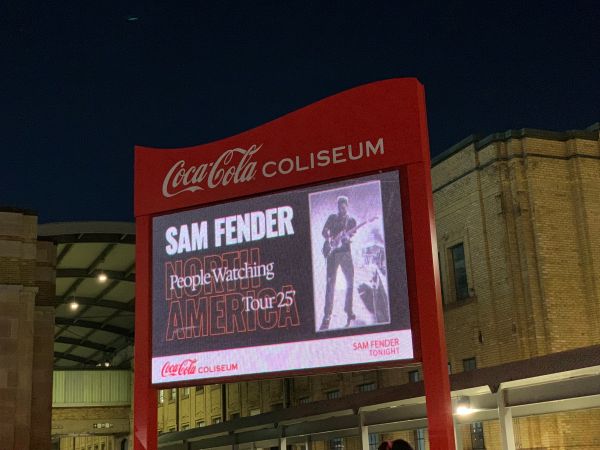 Coca-Cola COLISEUM
SAM FENDER
NORTH
People Watching
AMERICA
Tour 25'
Coca-Cola COLISEUM
SAM FENDER
TONIGHT